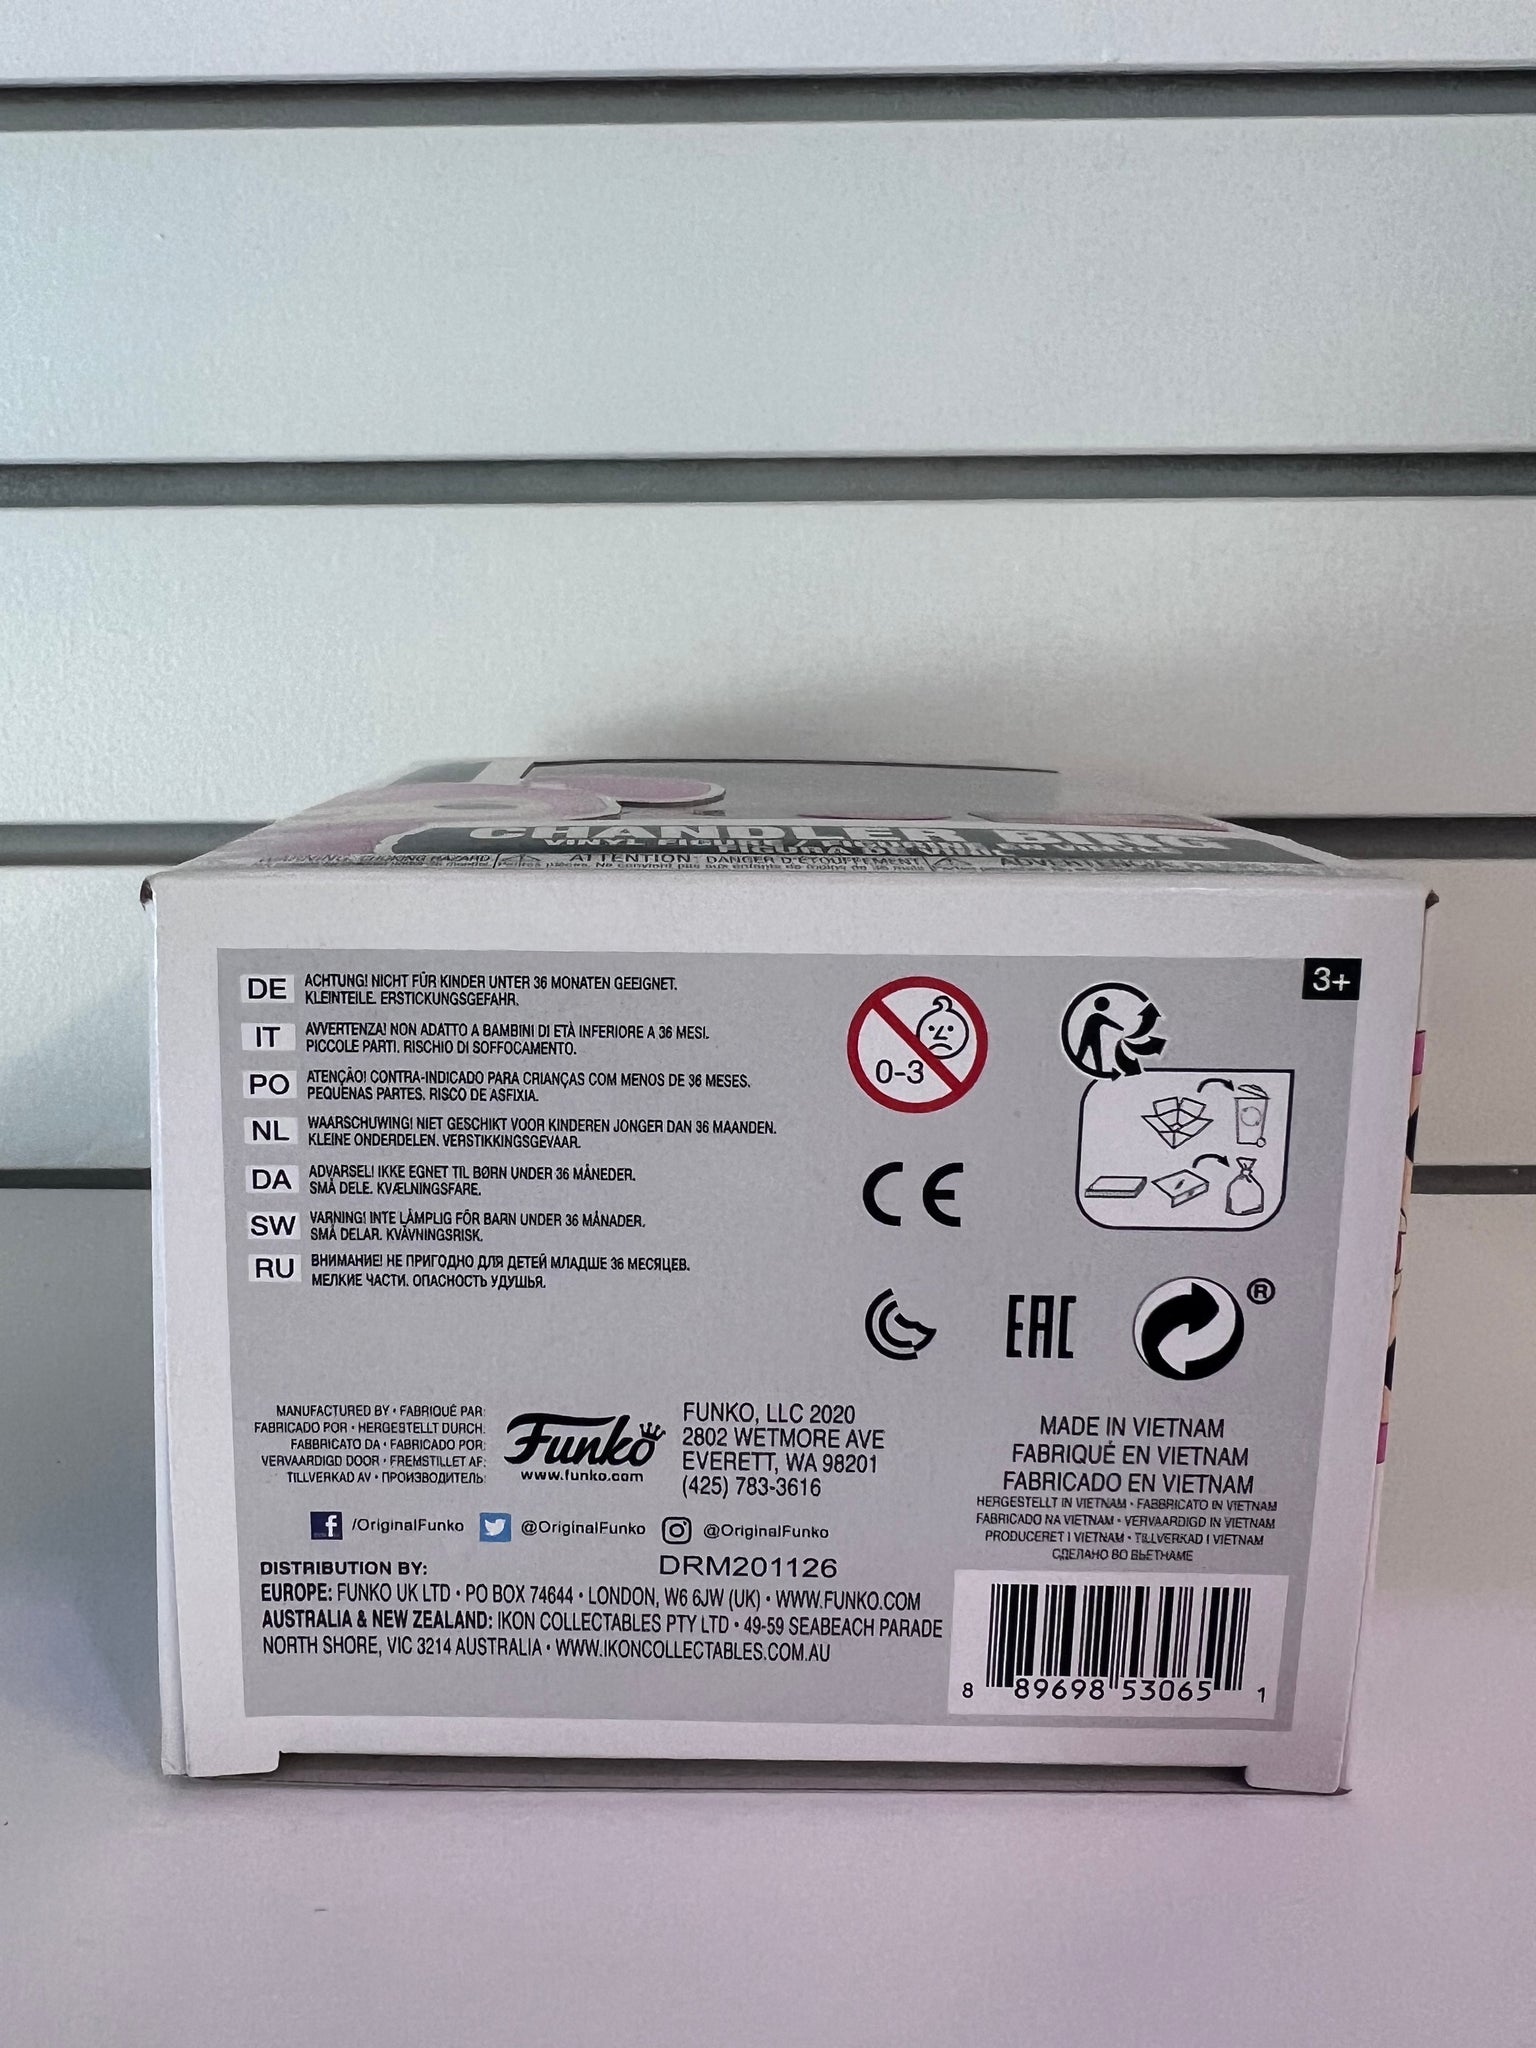 CHANDLER BING
VINYL FIGURE
ATTENTION: DANGER D'ÉTOUFFEMENT
3+
DE ACHTUNG! NICHT FÜR KINDER UNTER 36 MONATEN GEEIGNET.
KLEINTEILE. ERSTICKUNGSGEFAHR.
IT AVVERTENZA! NON ADATTO A BAMBINI DI ETÀ INFERIORE A 36 MESI.
PICCOLE PARTI. RISCHIO DI SOFFOCAMENTO.
PO ATENÇÃO! CONTRA-INDICADO PARA CRIANÇAS COM MENOS DE 36 MESES.
PEQUENAS PARTES. RISCO DE ASFIXIA.
NL WAARSCHUWING! NIET GESCHIKT VOOR KINDEREN JONGER DAN 36 MAANDEN.
KLEINE ONDERDELEN. VERSTIKKINGSGEVAAR.
DA ADVARSEL! IKKE EGNET TIL BØRN UNDER 36 MÅNEDER.
SMÅ DELE. KVÆLNINGSFARE.
SW VARNING! INTE LÄMPLIG FÖR BARN UNDER 36 MÅNADER.
SMÅ DELAR. KVÄVNINGSRISK.
RU ВНИМАНИЕ! НЕ ПРИГОДНО ДЛЯ ДЕТЕЙ МЛАДШЕ 36 МЕСЯЦЕВ.
МЕЛКИЕ ЧАСТИ. ОПАСНОСТЬ УДУШЬЯ.
0-3
CE
EAC
®
MANUFACTURED BY • FABRIQUÉ PAR:
FABRICADO POR • HERGESTELLT DURCH:
FABBRICATO DA • FABRICADO POR:
VERVAARDIGD DOOR • FREMSTILLET AF:
TILLVERKAD AV • ПРОИЗВОДИТЕЛЬ:
Funko
www.funko.com
FUNKO, LLC 2020
2802 WETMORE AVE
EVERETT, WA 98201
(425) 783-3616
MADE IN VIETNAM
FABRIQUÉ EN VIETNAM
FABRICADO EN VIETNAM
HERGESTELLT IN VIETNAM • FABBRICATO IN VIETNAM
FABRICADO NA VIETNAM • VERVAARDIGD IN VIETNAM
PRODUCERET I VIETNAM • TILLVERKAD I VIETNAM
СДЕЛАНО ВО ВЬЕТНАМЕ
/OriginalFunko @OriginalFunko @OriginalFunko
DISTRIBUTION BY: DRM201126
EUROPE: FUNKO UK LTD • PO BOX 74644 • LONDON, W6 6JW (UK) • WWW.FUNKO.COM
AUSTRALIA & NEW ZEALAND: IKON COLLECTABLES PTY LTD • 49-59 SEABEACH PARADE
NORTH SHORE, VIC 3214 AUSTRALIA • WWW.IKONCOLLECTABLES.COM.AU
8 89698 53065 1